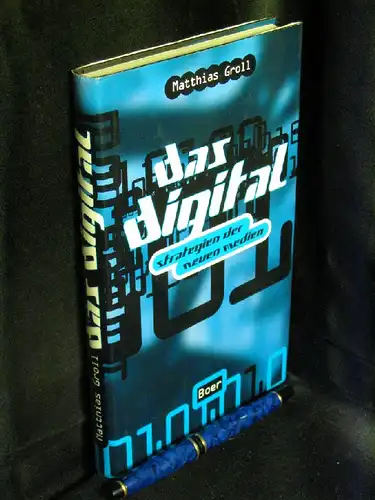 Matthias Groll
das
digital
strategien der
neuen medien
Boer
Matthias Groll das digital